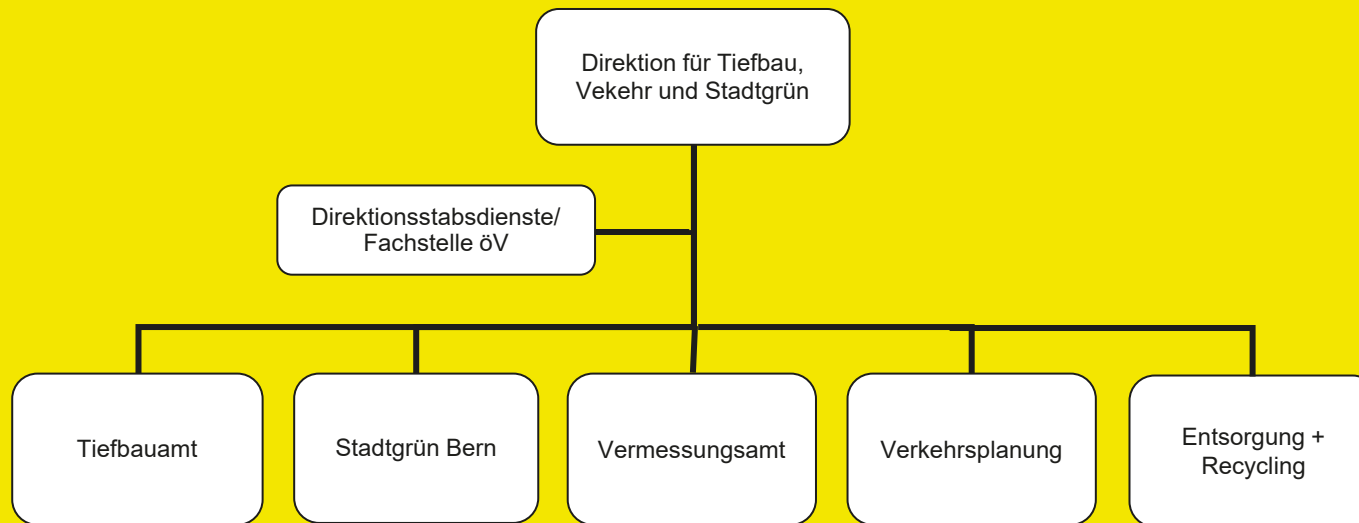 Direktion für Tiefbau,
Vekehr und Stadtgrün
Direktionsstabsdienste/
Fachstelle öV
Tiefbauamt
Stadtgrün Bern
Vermessungsamt
Verkehrsplanung
Entsorgung +
Recycling